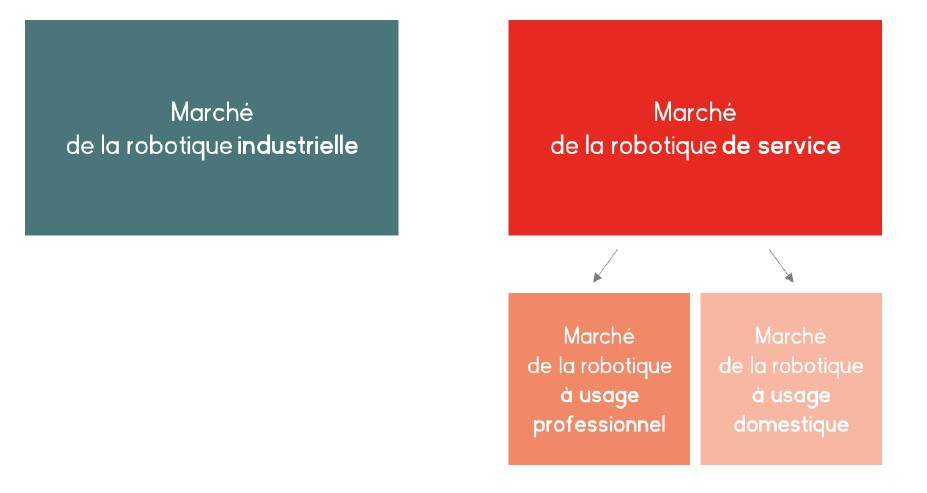 Marché
de la robotique industrielle
Marché
de la robotique de service
Marché
de la robotique
à usage
professionnel
Marché
de la robotique
à usage
domestique